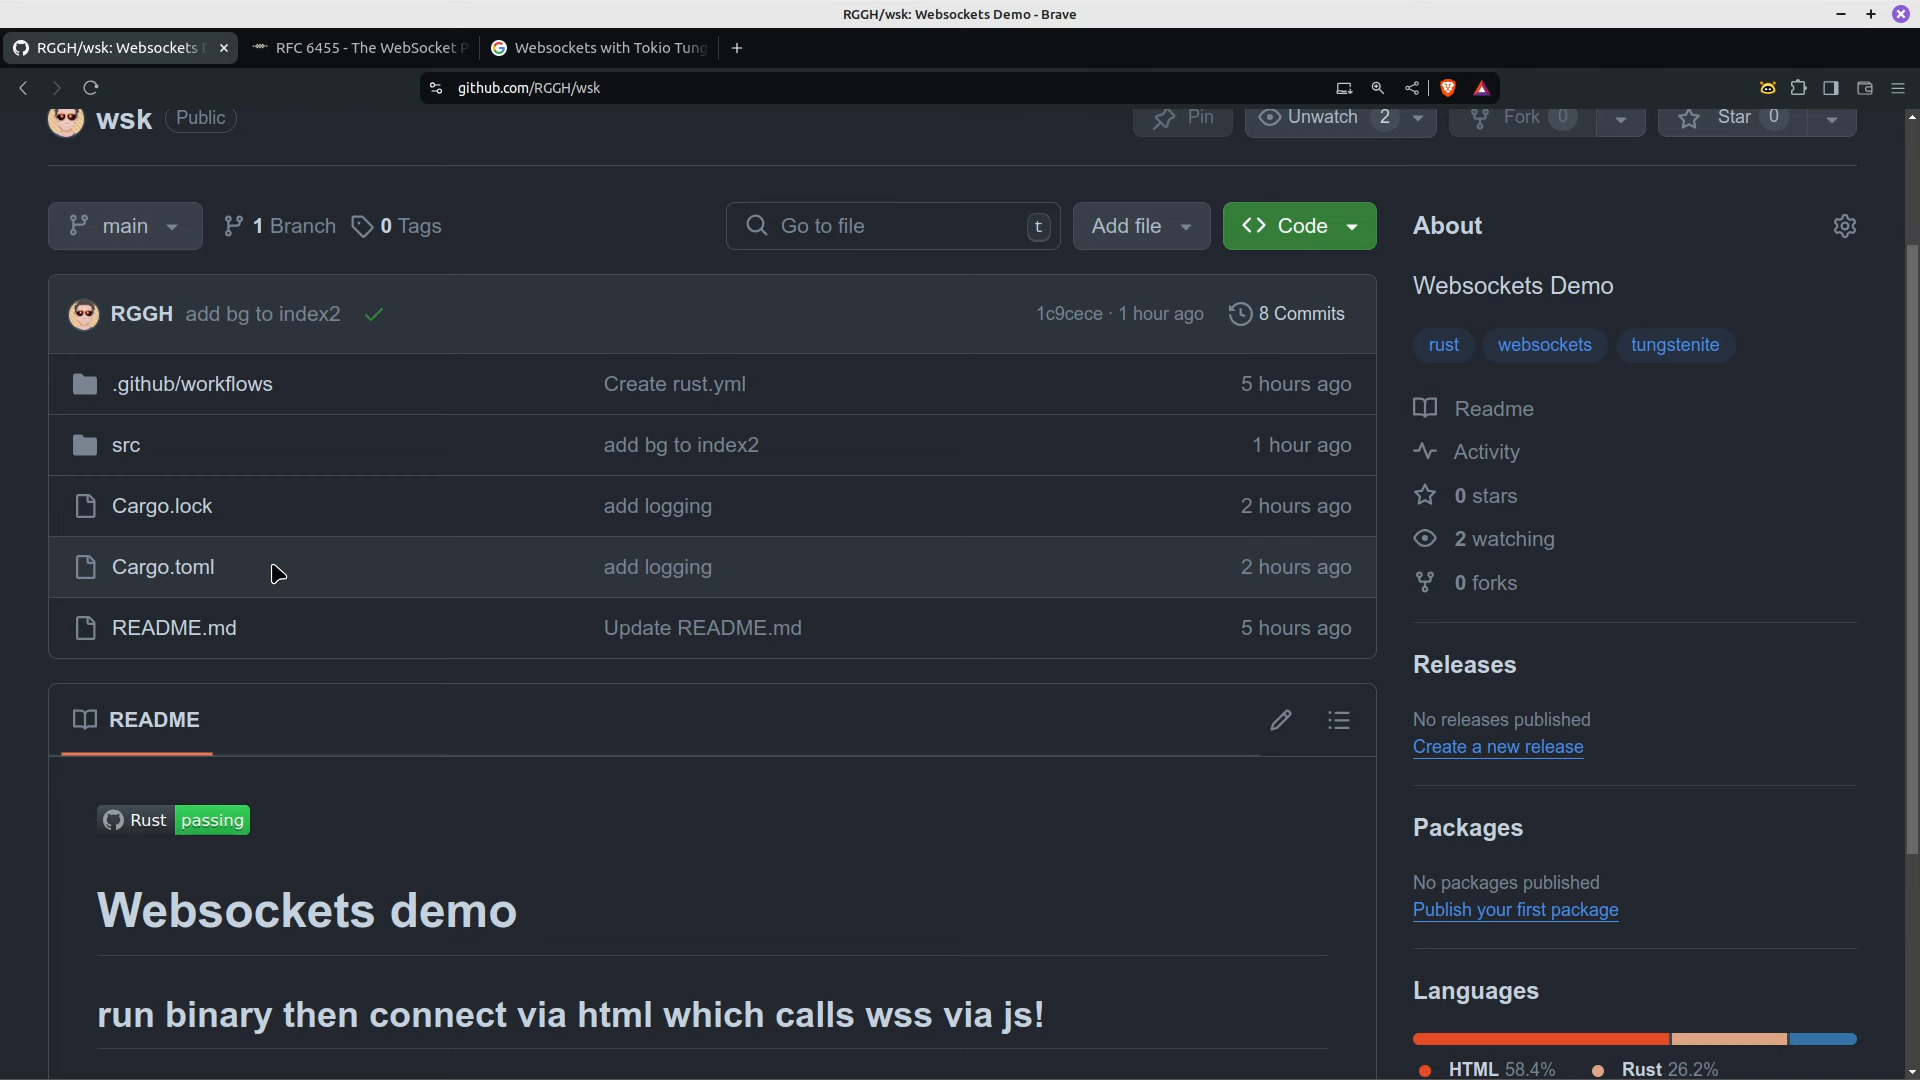 RGGH/wsk: Websockets Demo - Brave
RGGH/wsk: Websockets
RFC 6455 - The WebSocket P
Websockets with Tokio Tung
github.com/RGGH/wsk
wsk Public
Pin
Unwatch 2
Fork 0
Star 0
main
1 Branch
0 Tags
Go to file
t
Add file
<> Code
RGGH add bg to index2
1c9cece · 1 hour ago
8 Commits
.github/workflows Create rust.yml 5 hours ago
src add bg to index2 1 hour ago
Cargo.lock add logging 2 hours ago
Cargo.toml add logging 2 hours ago
README.md Update README.md 5 hours ago
README
Rust passing
Websockets demo
run binary then connect via html which calls wss via js!
About
Websockets Demo
rust websockets tungstenite
Readme
Activity
0 stars
2 watching
0 forks
Releases
No releases published
Create a new release
Packages
No packages published
Publish your first package
Languages
HTML 58.4% Rust 26.2%